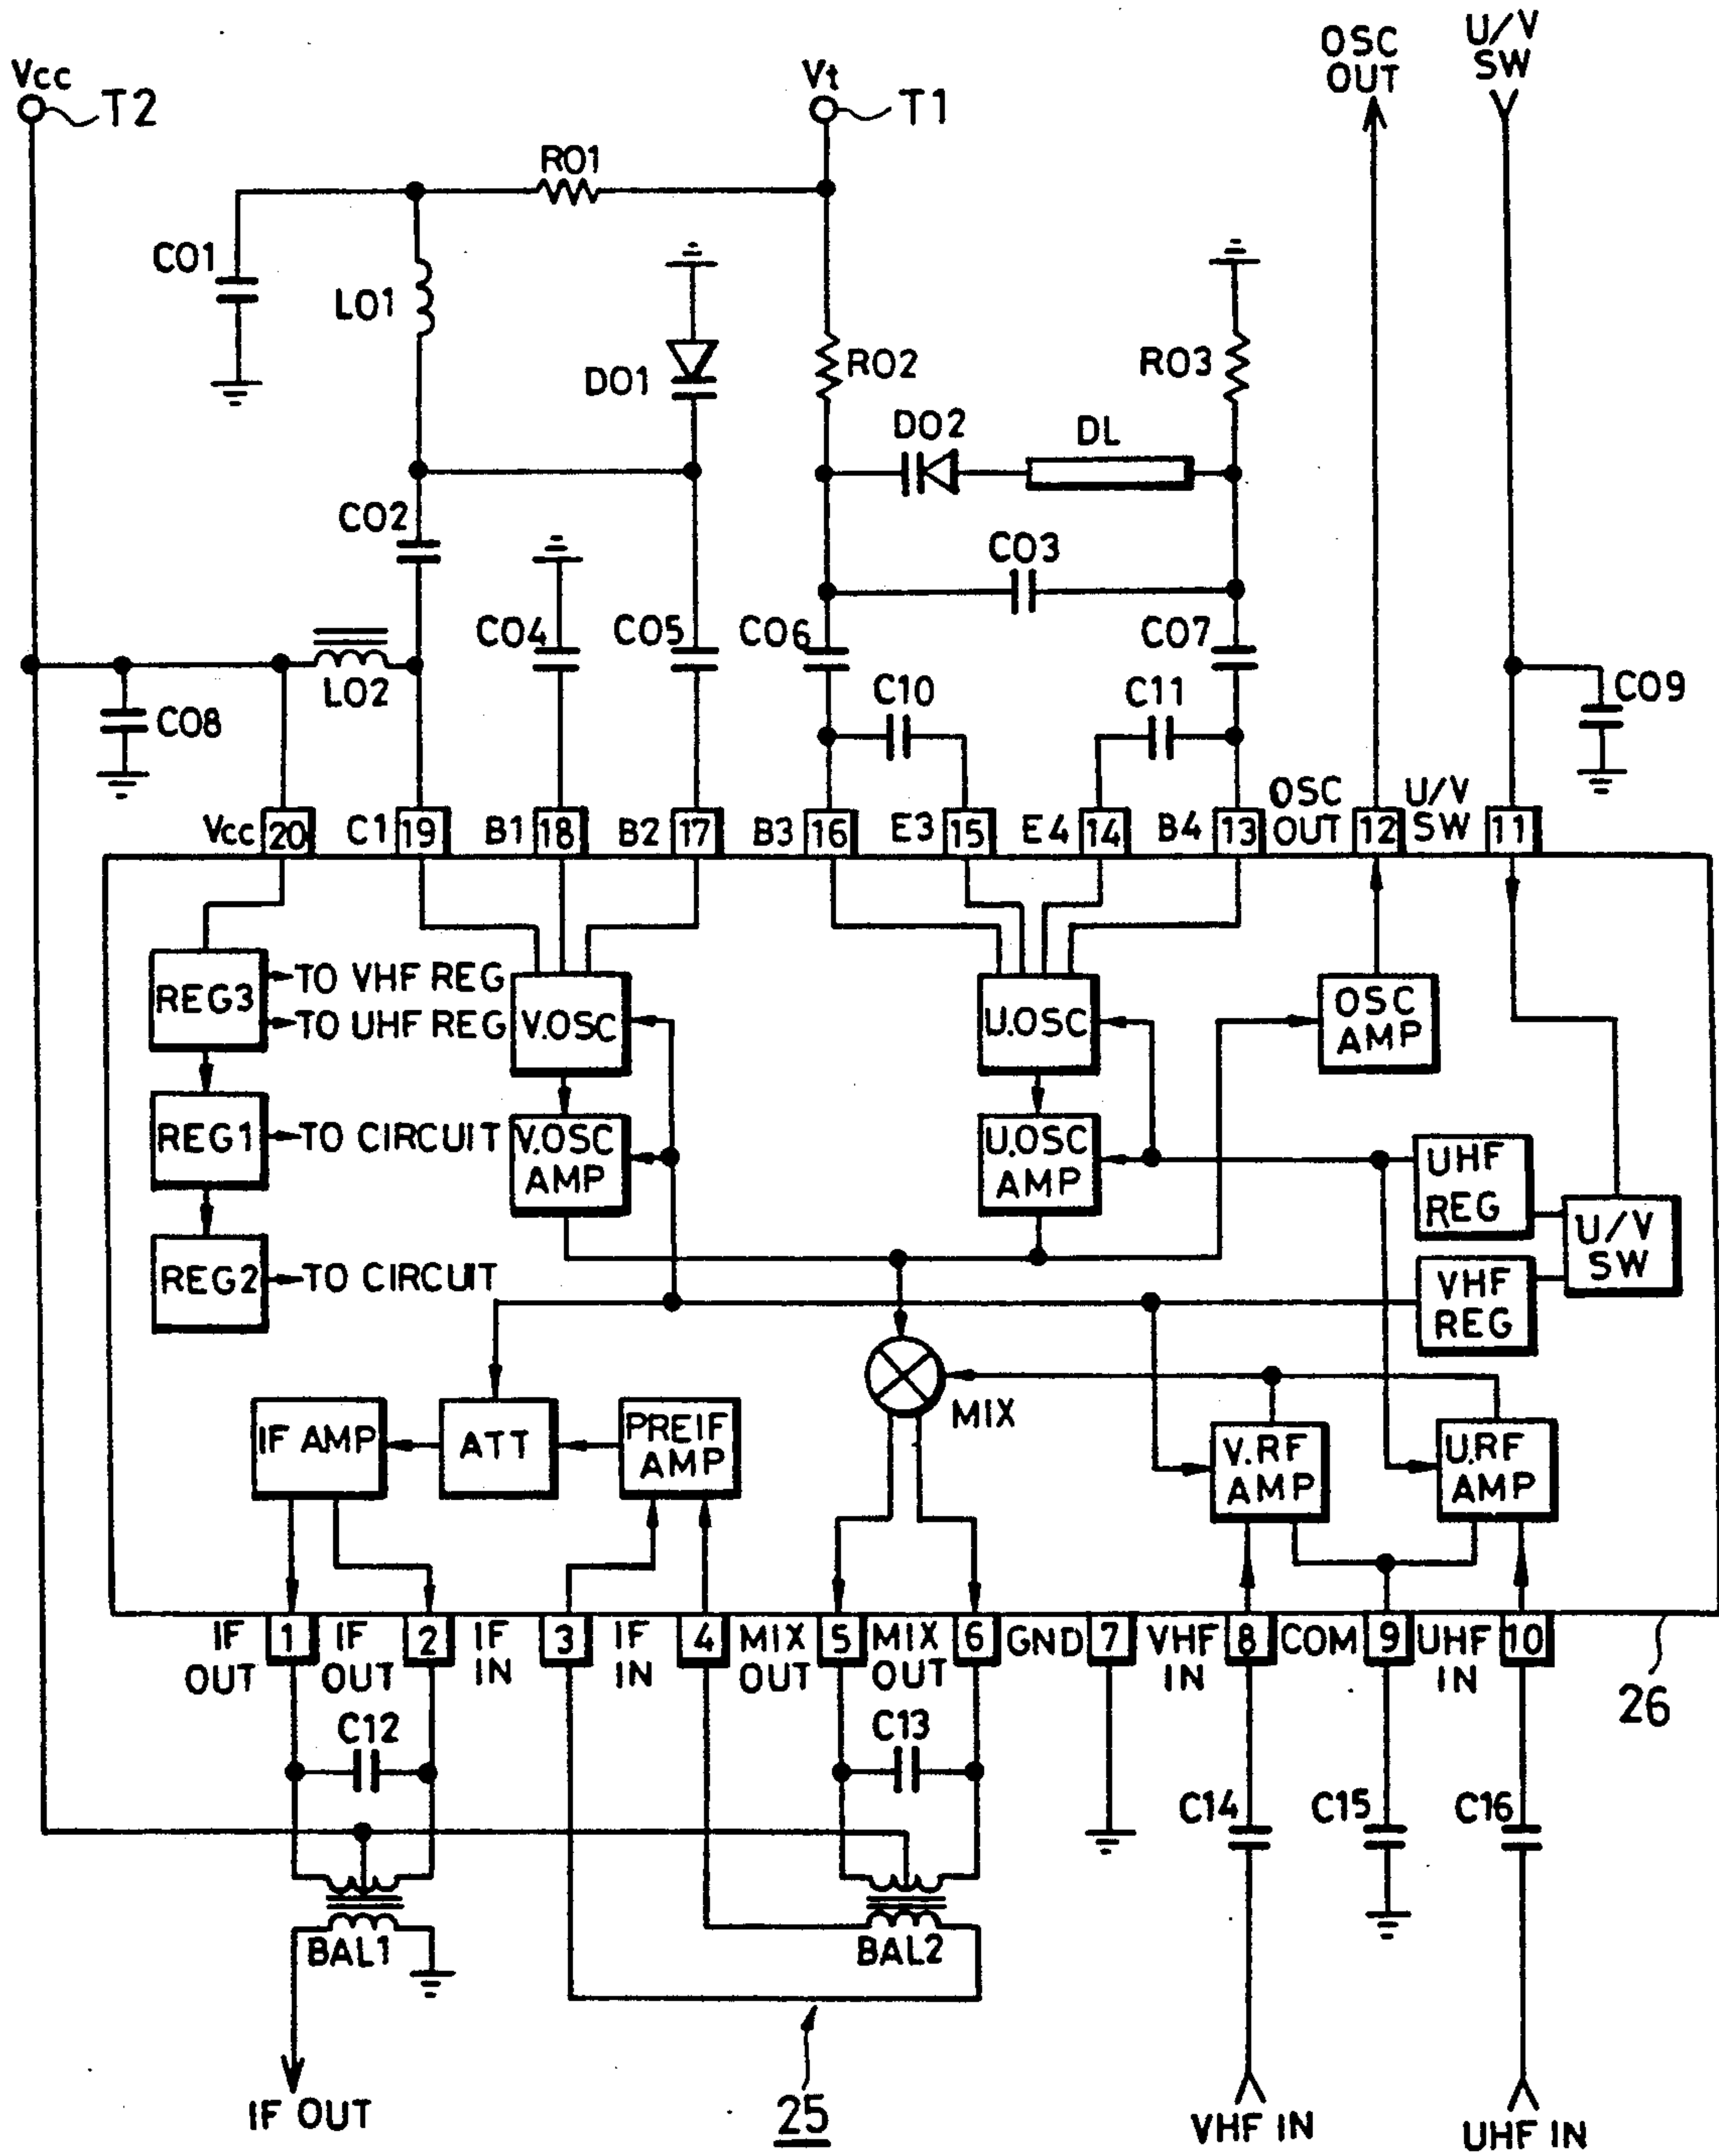 OSC
OUT
U/V
SW
Vcc
T2
Vt
T1
R01
C01
L01
D01
R02
R03
D02
DL
C02
C03
C04
C05
C06
C07
L02
C08
C10
C11
C09
Vcc 20
C1 19
B1 18
B2 17
B3 16
E3 15
E4 14
B4 13
OSC
OUT 12
U/V
SW 11
REG3
TO VHF REG
TO UHF REG
V.OSC
U.OSC
OSC
AMP
REG1
TO CIRCUIT
V.OSC
AMP
U.OSC
AMP
UHF
REG
U/V
SW
REG2
TO CIRCUIT
VHF
REG
MIX
IF AMP
ATT
PREIF
AMP
V.RF
AMP
U.RF
AMP
IF
OUT
1
IF
OUT
2
IF
IN
3
IF
IN
4
MIX
OUT
5
MIX
OUT
6
GND
7
VHF
IN
8
COM
9
UHF
IN
10
26
C12
C13
C14
C15
C16
BAL1
BAL2
IF OUT
25
VHF IN
UHF IN